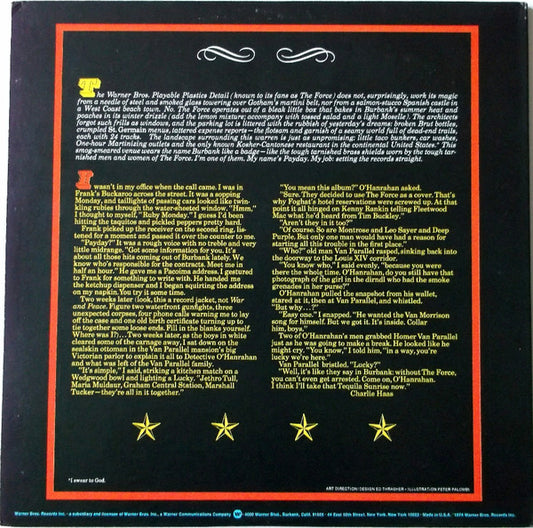 The Warner Bros. Playable Plastics Detail (known to its fans as The Force) does not, surprisingly, work its magic
from a needle of steel and smoked glass towering over Gotham's martini belt, nor from a salmon-stucco Spanish castle in
a West Coast beach town. No. The Force operates out of a bleak little box that bakes in Burbank's summer heat and
poaches in its winter drizzle (add the lemon mixture; accompany with tossed salad and a light Moselle). The architects
forgot such frills as windows, and the parking lot is littered with the rubbish of yesterday's dreams: broken Brut bottles,
crumpled St. Germain menus, tattered expense reports – the flotsam and garnish of a seamy world full of dead-end trails,
each with 24 tracks. The landscape surrounding this warren is just as unpromising: little taco bunkers, car washes,
One-hour Martinizing outlets and the only known Kosher-Cantonese restaurant in the continental United States.* This
smog-smeared venue wears the name Burbank like a badge – like the tough tarnished brass shields worn by the tough tar-
nished men and women of The Force. I'm one of them. My name's Payday. My job: setting the records straight.
I wasn't in my office when the call came. I was in
Frank's Buckaroo across the street. It was a sopping
Monday, and taillights of passing cars looked like twin-
kling rubies through the water-sheeted window. "Hmm,"
I thought to myself, "Ruby Monday." I guess I'd been
hitting the taquitos and pickled peppers pretty hard.
Frank picked up the receiver on the second ring, lis-
tened for a moment and passed it over the counter to me.
"Payday?" It was a rough voice with no treble and very
little midrange. "Got some information for you. It's
about all those hits coming out of Burbank lately. We
know who's responsible for the contracts. Meet me in
half an hour." He gave me a Pacoima address. I gestured
to Frank for something to write with. He handed me
the ketchup dispenser and I began squirting the address
on my napkin. You try it some time.
Two weeks later (look, this a record jacket, not War
and Peace. Figure two waterfront gunfights, three
unexpected corpses, four phone calls warning me to lay
off the case and one old birth certificate turning up to
tie together some loose ends. Fill in the blanks yourself.
Where was I?)...Two weeks later, as the boys in white
cleared some of the carnage away, I sat down on the
sealskin ottoman in the Van Parallel mansion's big
Victorian parlor to explain it all to Detective O'Hanrahan
and what was left of the Van Parallel family.
"It's simple," I said, striking a kitchen match on a
Wedgwood bowl and lighting a Lucky. "Jethro Tull,
Maria Muldaur, Graham Central Station, Marshall
Tucker—they're all in it together."
"You mean this album?" O'Hanrahan asked.
"Sure. They decided to use The Force as a cover. That's
why Foghat's hotel reservations were screwed up. At that
point it all hinged on Kenny Rankin telling Fleetwood
Mac what he'd heard from Tim Buckley."
"Aren't they in it too?"
"Of course. So are Montrose and Leo Sayer and Deep
Purple. But only one man would have had a reason for
starting all this trouble in the first place."
"Who?" old man Van Parallel rasped, sinking back into
the doorway to the Louis XIV corridor.
"You know who," I said evenly, "because you were
there the whole time. O'Hanrahan, do you still have that
photograph of the girl in the dirndl who had the smoke
grenades in her purse?"
O'Hanrahan pulled the snapshot from his wallet,
stared at it, then at Van Parallel, and whistled.
"But why...?"
"Easy one." I snapped. "He wanted the Van Morrison
song for himself. But we got it. It's inside. Collar
him, boys."
Two of O'Hanrahan's men grabbed Homer Van Parallel
just as he was going to make a break. He looked like he
might cry. "You know," I told him, "in a way, you're
lucky we're here."
Van Parallel bristled. "Lucky?"
"Well, it's like they say in Burbank: without The Force,
you can't even get arrested. Come on, O'Hanrahan.
I think I'll take that Tequila Sunrise now."
Charlie Haas
*I swear to God.
ART DIRECTION/DESIGN ED THRASHER • ILLUSTRATION PETER PALOMBI
Warner Bros. Records Inc. · a subsidiary and licensee of Warner Bros. Inc., a Warner Communications Company 4000 Warner Blvd., Burbank, Calif. 91505 · 44 East 50th Street, New York, New York 10022 · Made in U.S.A. 1974 Warner Bros. Records Inc.